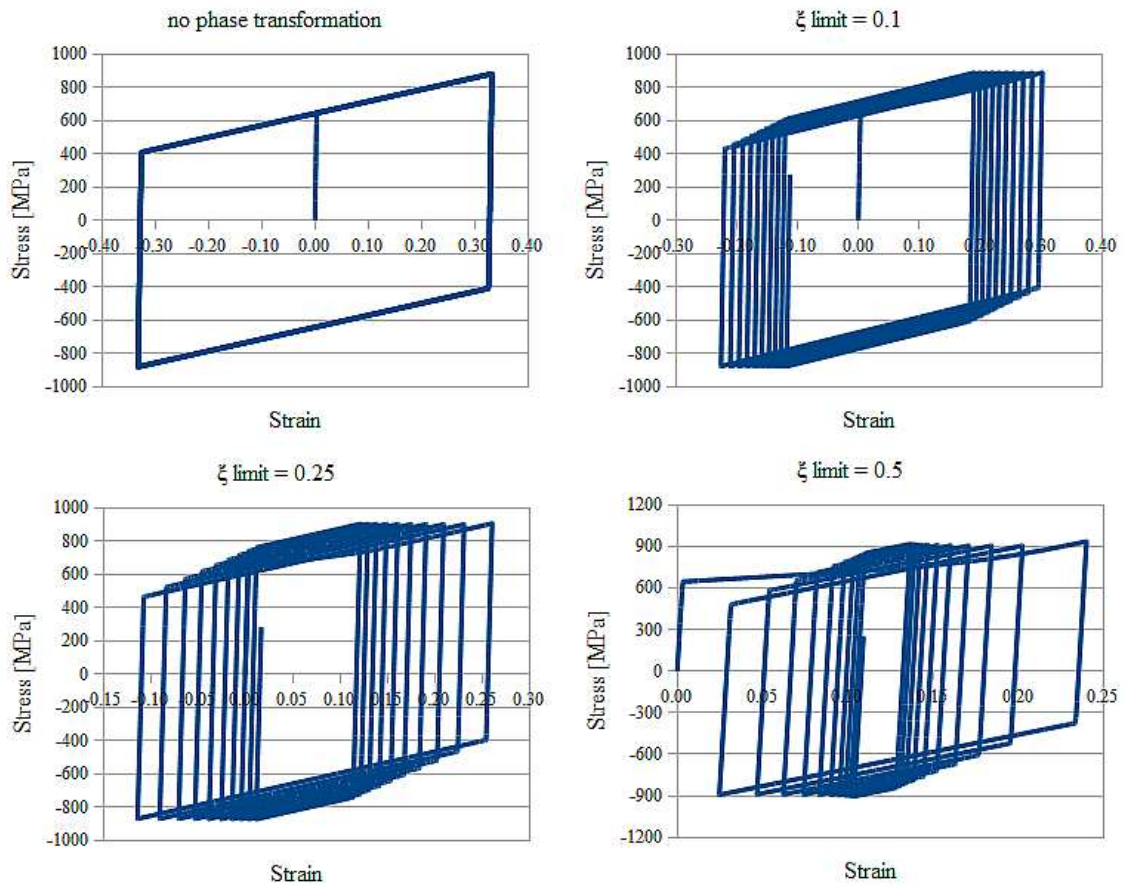 no phase transformation
1000
800
600
400
200
0
-200
-400
-600
-800
-1000
-0.40 -0.30 -0.20 -0.10 0.00 0.10 0.20 0.30 0.40
Stress [MPa]
Strain
ξ limit = 0.1
1000
800
600
400
200
0
-200
-400
-600
-800
-1000
-0.30 -0.20 -0.10 0.00 0.10 0.20 0.30 0.40
Stress [MPa]
Strain
ξ limit = 0.25
1000
800
600
400
200
0
-200
-400
-600
-800
-1000
-0.15 -0.10 -0.05 0.00 0.05 0.10 0.15 0.20 0.25 0.30
Stress [MPa]
Strain
ξ limit = 0.5
1200
900
600
300
0
-300
-600
-900
-1200
0.00 0.05 0.10 0.15 0.20 0.25
Stress [MPa]
Strain